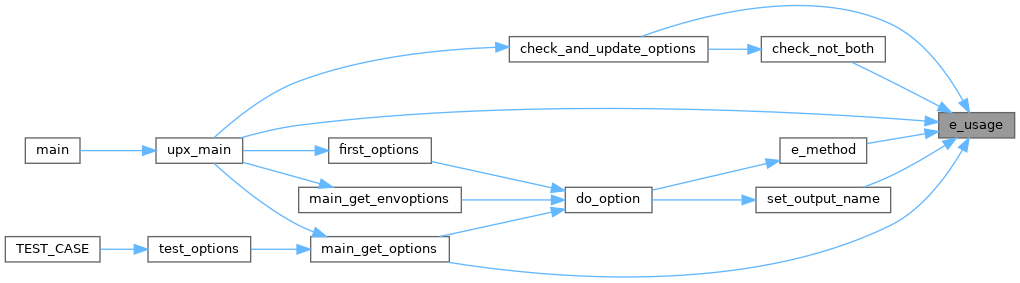 check_and_update_options
check_not_both
e_usage
main
upx_main
first_options
e_method
main_get_envoptions
do_option
set_output_name
TEST_CASE
test_options
main_get_options